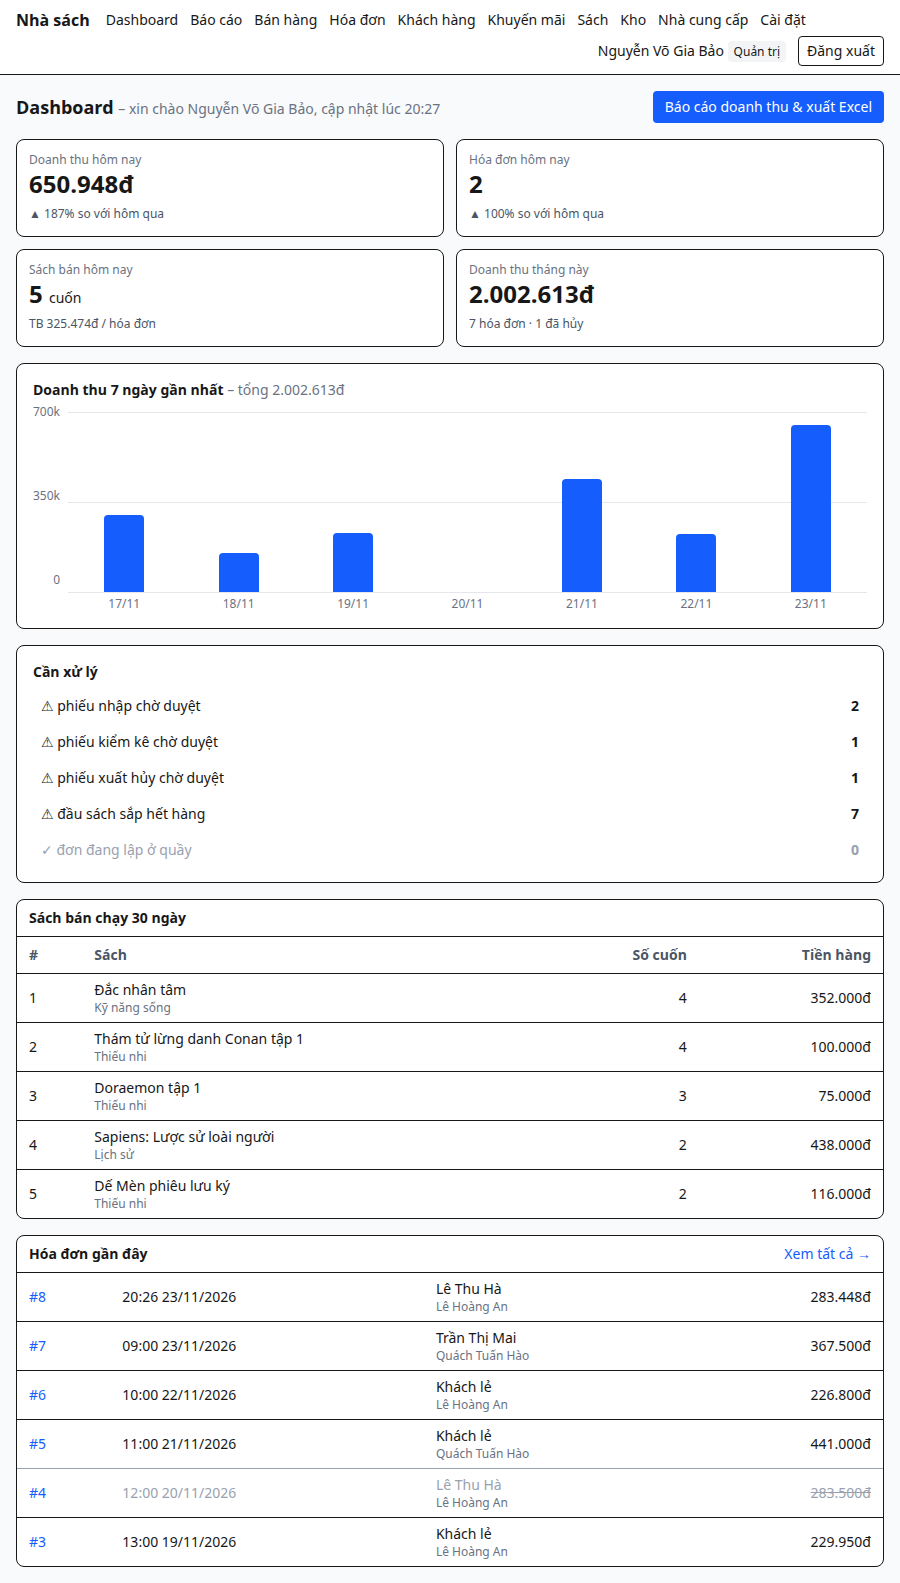 Nhà sách Dashboard Báo cáo Bán hàng Hóa đơn Khách hàng Khuyến mãi Sách Kho Nhà cung cấp Cài đặt
Nguyễn Võ Gia Bảo Quản trị Đăng xuất
Dashboard – xin chào Nguyễn Võ Gia Bảo, cập nhật lúc 20:27
Báo cáo doanh thu & xuất Excel
Doanh thu hôm nay
650.948đ
▲ 187% so với hôm qua
Hóa đơn hôm nay
2
▲ 100% so với hôm qua
Sách bán hôm nay
5 cuốn
TB 325.474đ / hóa đơn
Doanh thu tháng này
2.002.613đ
7 hóa đơn · 1 đã hủy
Doanh thu 7 ngày gần nhất – tổng 2.002.613đ
700k
350k
0
17/11 18/11 19/11 20/11 21/11 22/11 23/11
Cần xử lý
⚠ phiếu nhập chờ duyệt 2
⚠ phiếu kiểm kê chờ duyệt 1
⚠ phiếu xuất hủy chờ duyệt 1
⚠ đầu sách sắp hết hàng 7
✓ đơn đang lập ở quầy 0
Sách bán chạy 30 ngày
# Sách Số cuốn Tiền hàng
1 Đắc nhân tâm 4 352.000đ
Kỹ năng sống
2 Thám tử lừng danh Conan tập 1 4 100.000đ
Thiếu nhi
3 Doraemon tập 1 3 75.000đ
Thiếu nhi
4 Sapiens: Lược sử loài người 2 438.000đ
Lịch sử
5 Dế Mèn phiêu lưu ký 2 116.000đ
Thiếu nhi
Hóa đơn gần đây Xem tất cả →
#8 20:26 23/11/2026 Lê Thu Hà 283.448đ
Lê Hoàng An
#7 09:00 23/11/2026 Trần Thị Mai 367.500đ
Quách Tuấn Hào
#6 10:00 22/11/2026 Khách lẻ 226.800đ
Lê Hoàng An
#5 11:00 21/11/2026 Khách lẻ 441.000đ
Quách Tuấn Hào
#4 12:00 20/11/2026 Lê Thu Hà 283.500đ
Lê Hoàng An
#3 13:00 19/11/2026 Khách lẻ 229.950đ
Lê Hoàng An